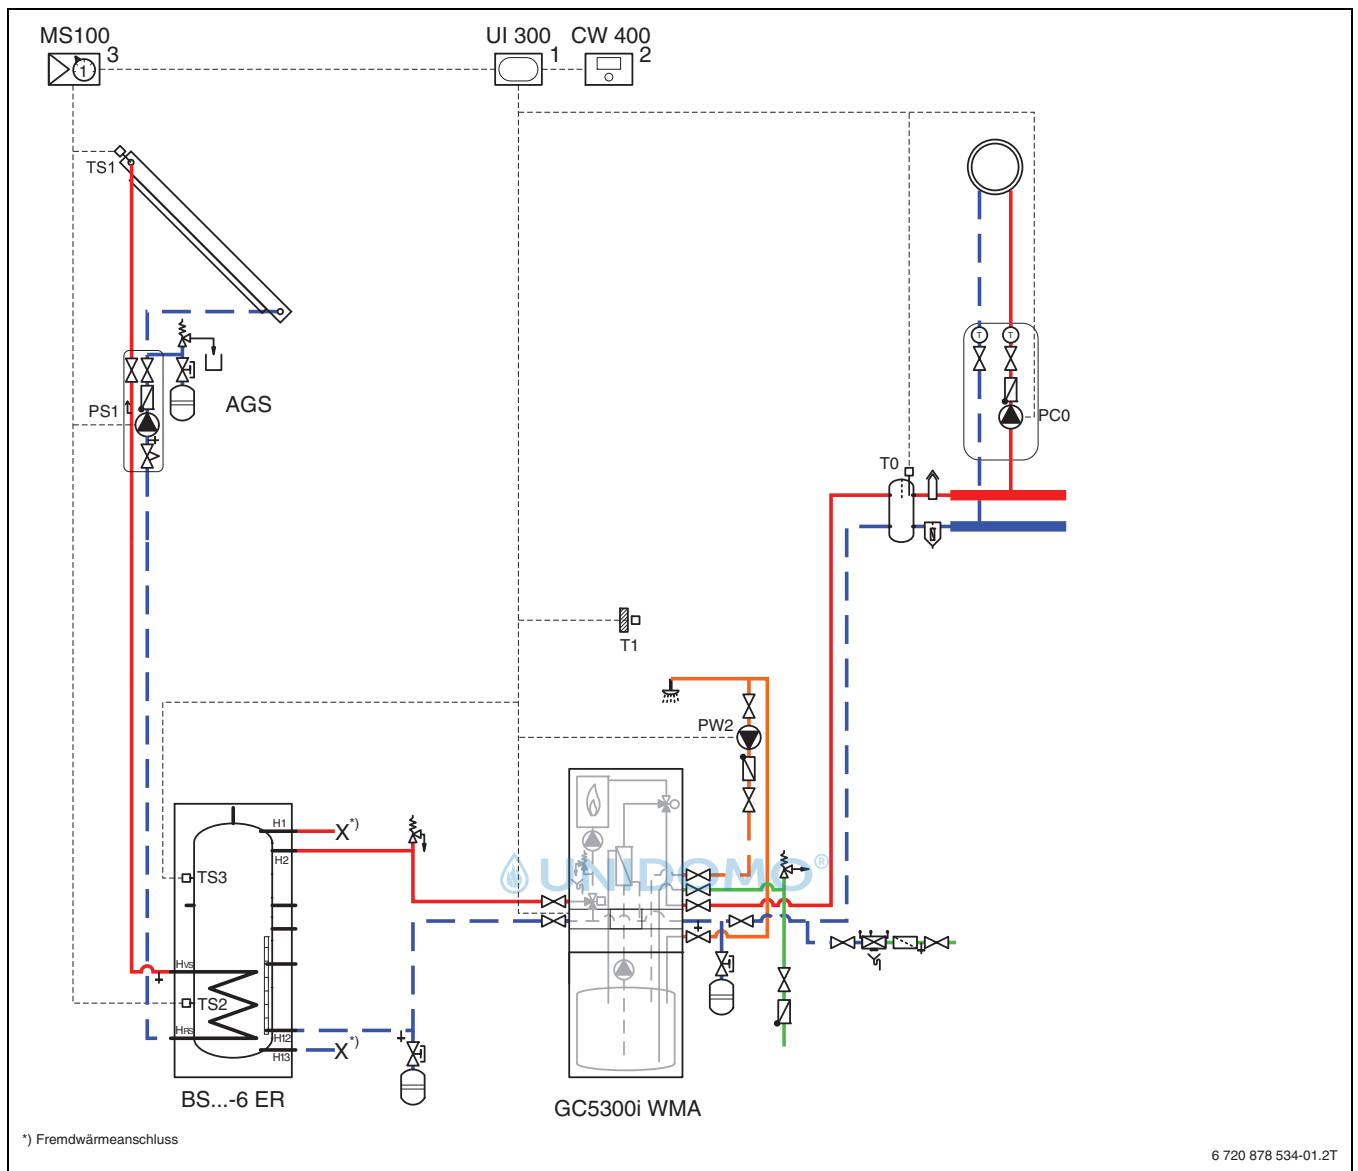 MS100
3
UI 300
1
CW 400
2
1
TS1
T
T
PS1
AGS
PC0
T0
T1
PW2
H1
X*)
H2
UNIDOMO®
TS3
HVS
TS2
HRS
H12
H13
X*)
BS...-6 ER
GC5300i WMA
*) Fremdwärmeanschluss
6 720 878 534-01.2T